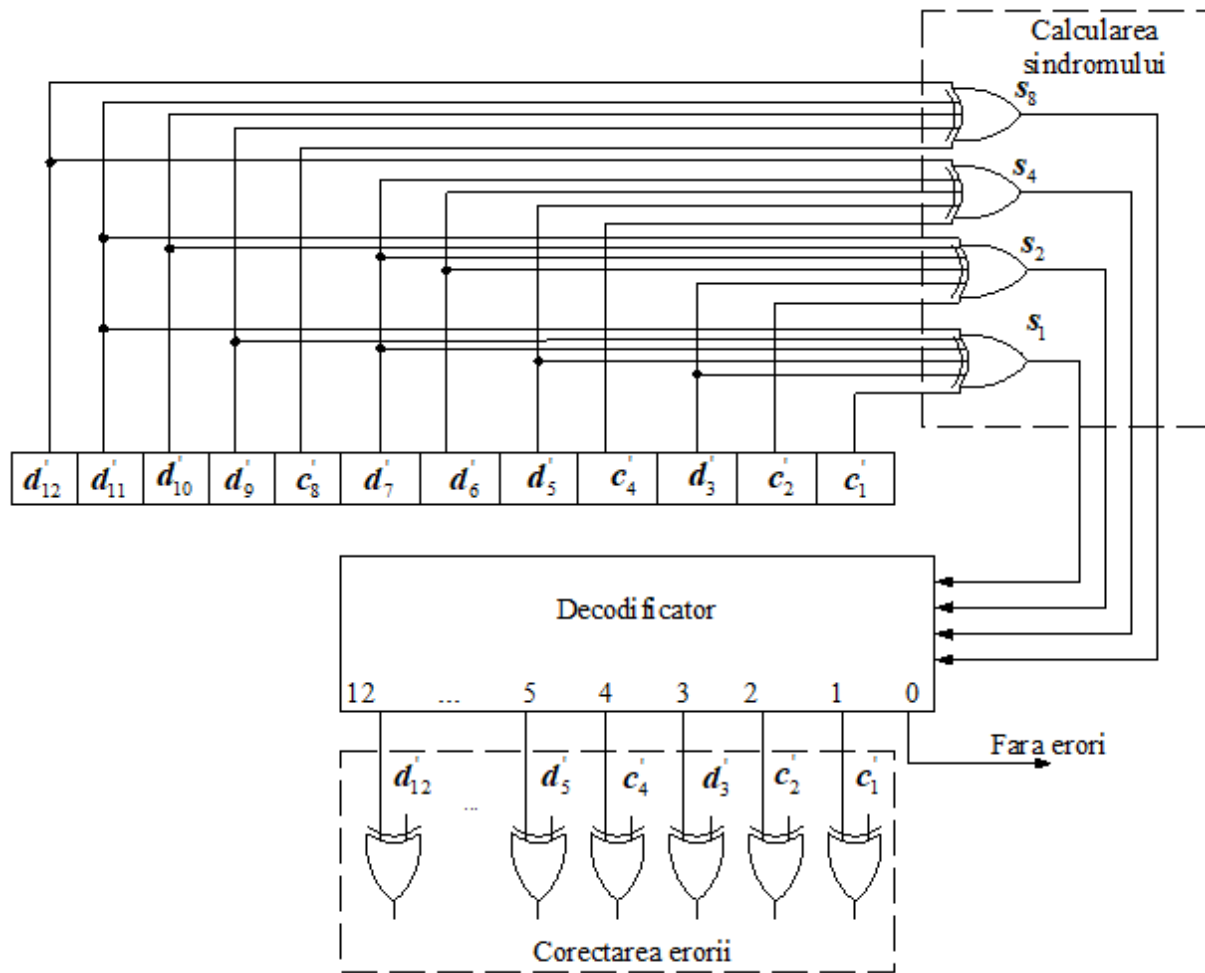 Calcularea
sindromului
s8
s4
s2
s1
d'12 d'11 d'10 d'9 c'8 d'7 d'6 d'5 c'4 d'3 c'2 c'1
Decodificator
12 ... 5 4 3 2 1 0
Fara erori
d'12 ... d'5 c'4 d'3 c'2 c'1
Corectarea erorii